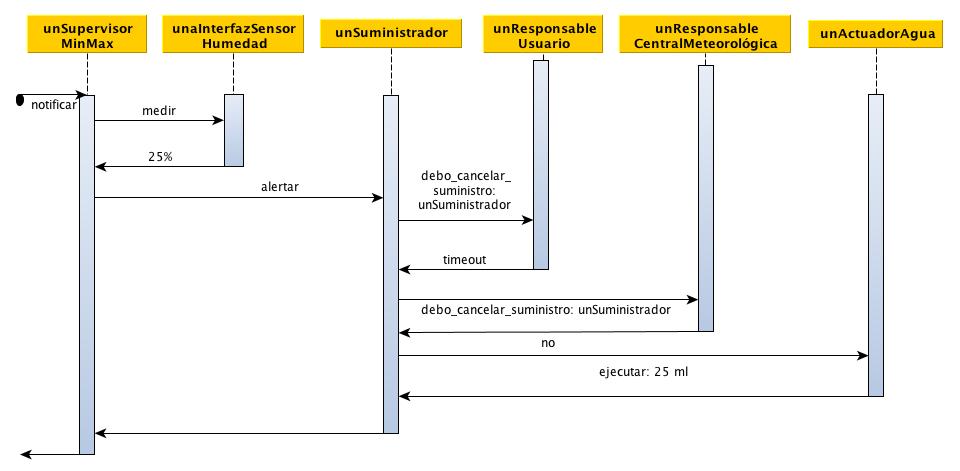 unSupervisor
MinMax
unaInterfazSensor
Humedad
unSuministrador
unResponsable
Usuario
unResponsable
CentralMeteorológica
unActuadorAgua
notificar
medir
25%
alertar
debo_cancelar_
suministro:
unSuministrador
timeout
debo_cancelar_suministro: unSuministrador
no
ejecutar: 25 ml